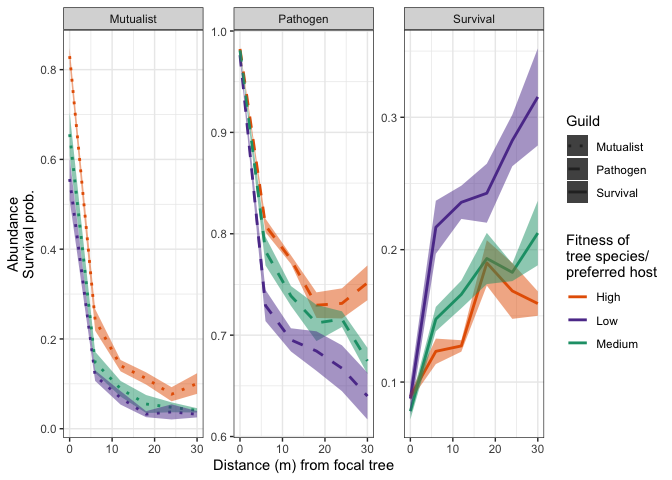 Mutualist
Pathogen
Survival
0.0
0.2
0.4
0.6
0.8
0.6
0.7
0.8
0.9
1.0
0.1
0.2
0.3
0 10 20 30
0 10 20 30
0 10 20 30
Abundance
Survival prob.
Distance (m) from focal tree
Guild
Mutualist
Pathogen
Survival
Fitness of
tree species/
preferred host
High
Low
Medium